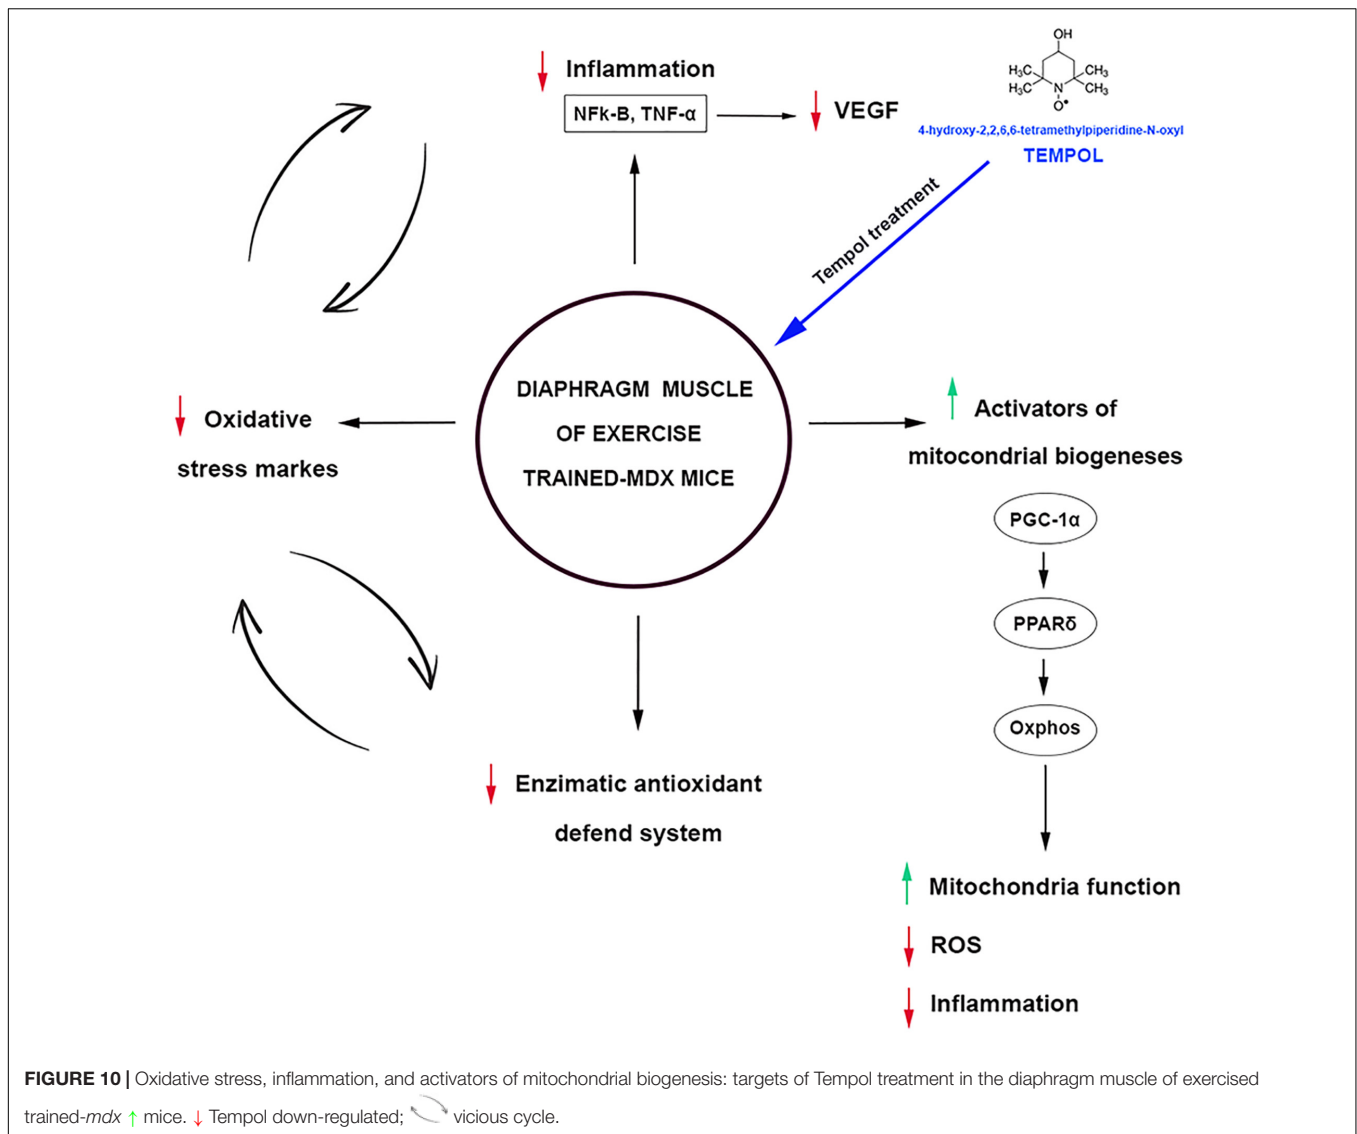 Inflammation
NFk-B, TNF-α
VEGF
OH
H₃C
CH₃
H₃C
CH₃
N
O•
4-hydroxy-2,2,6,6-tetramethylpiperidine-N-oxyl
TEMPOL
Tempol treatment
DIAPHRAGM MUSCLE
OF EXERCISE
TRAINED-MDX MICE
Oxidative
stress markes
Activators of
mitocondrial biogeneses
PGC-1α
PPARδ
Oxphos
Enzimatic antioxidant
defend system
Mitochondria function
ROS
Inflammation
FIGURE 10 | Oxidative stress, inflammation, and activators of mitochondrial biogenesis: targets of Tempol treatment in the diaphragm muscle of exercised
trained-mdx ↑ mice. ↓ Tempol down-regulated; vicious cycle.